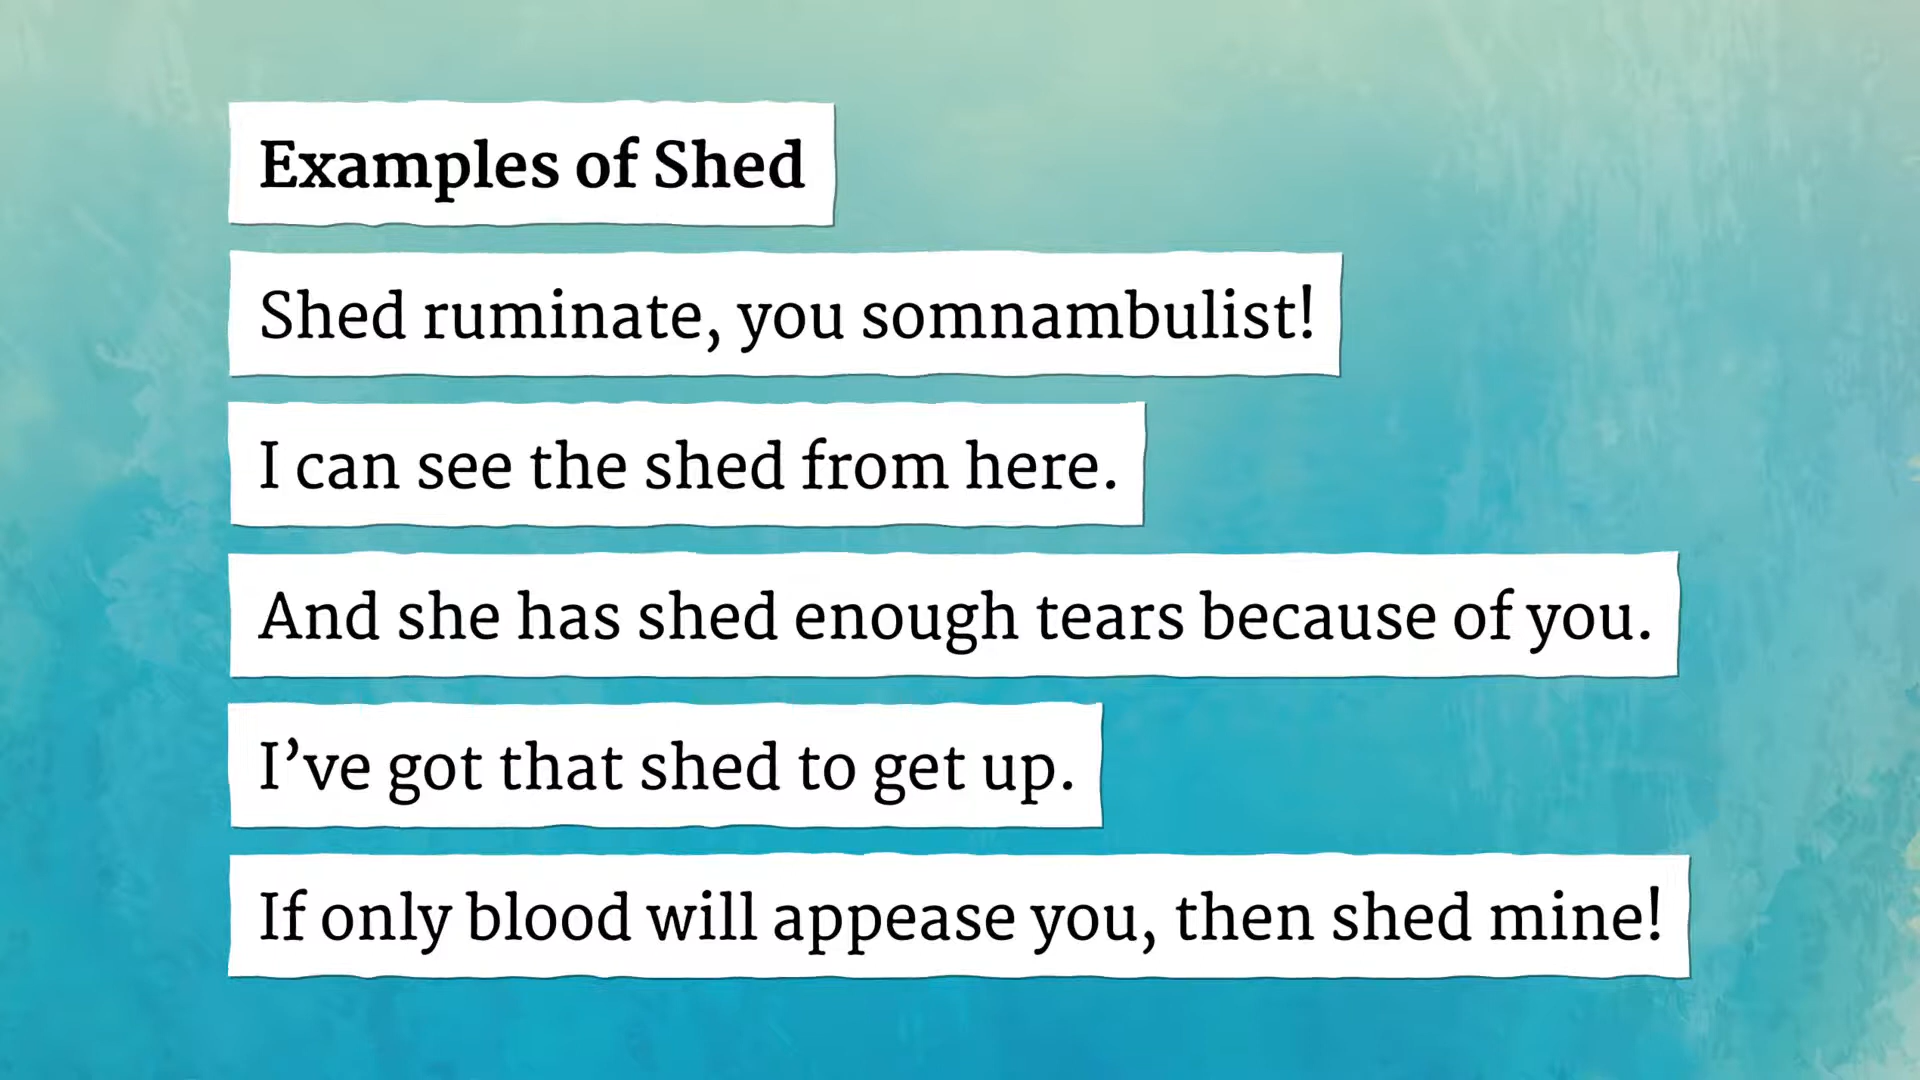 Examples of Shed
Shed ruminate, you somnambulist!
I can see the shed from here.
And she has shed enough tears because of you.
I’ve got that shed to get up.
If only blood will appease you, then shed mine!